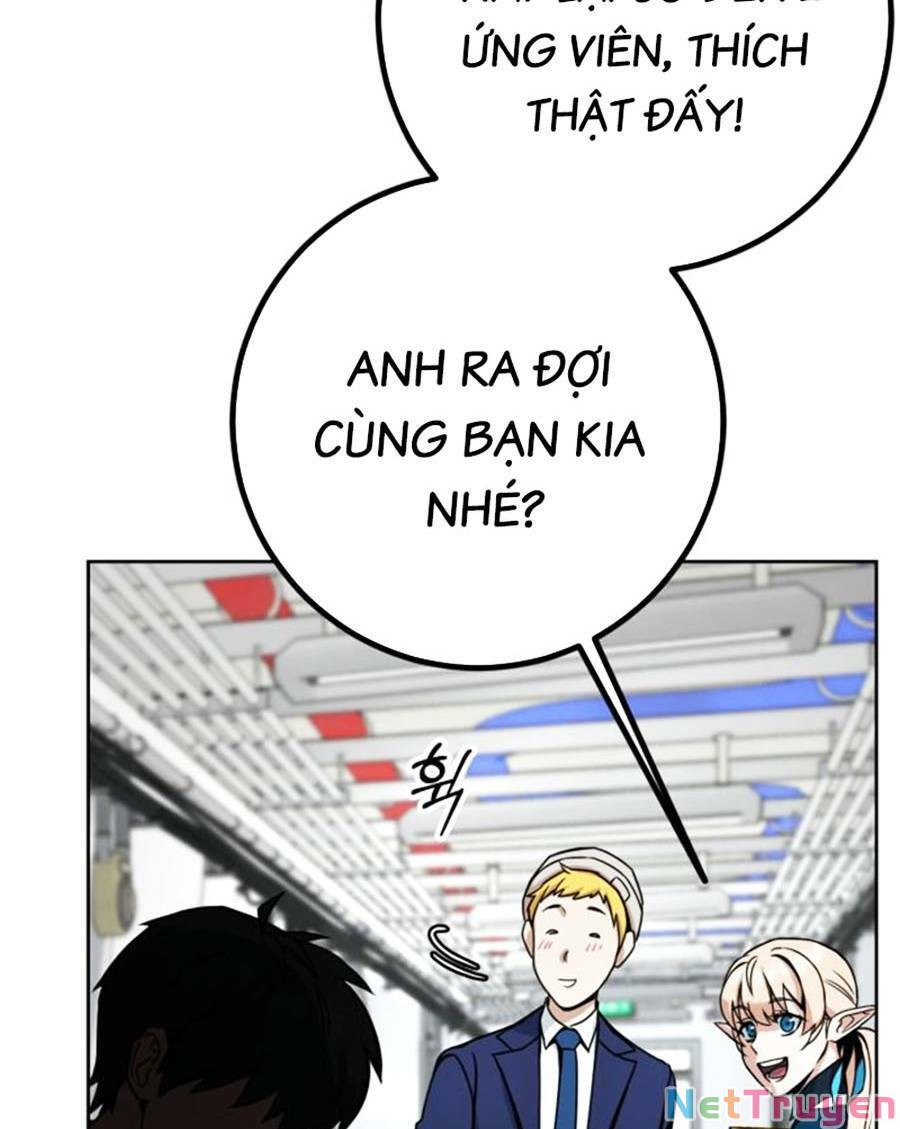 ỨNG VIÊN, THÍCH
THẬT ĐẤY!
ANH RA ĐỢI
CÙNG BẠN KIA
NHÉ?
휙
NetTruyen